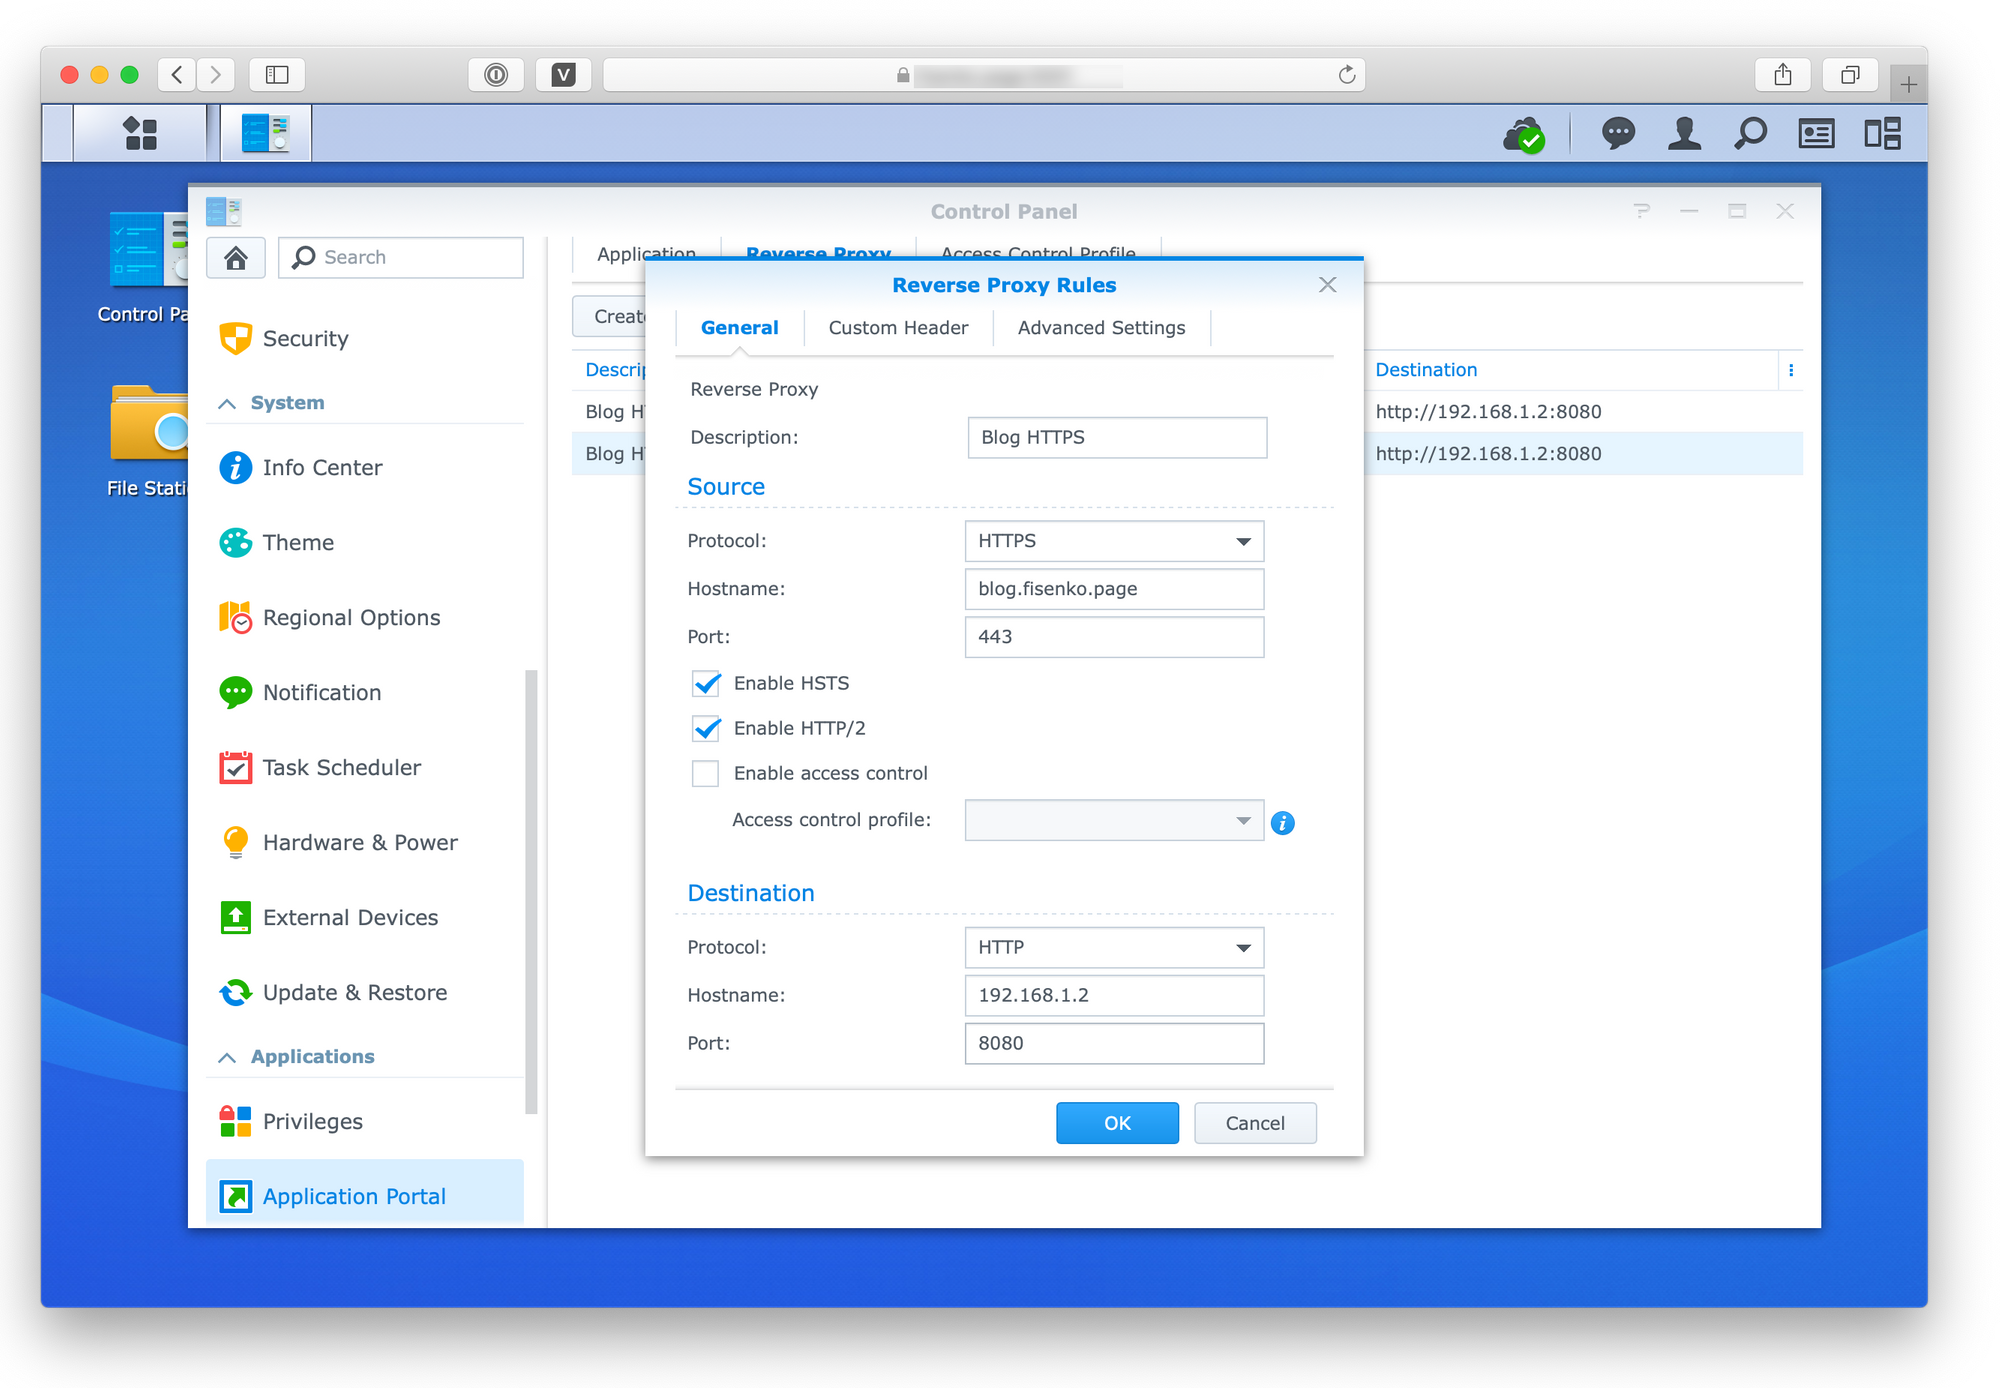 V
Control Pa
File Stati
Control Panel
Search
Security
System
Info Center
Theme
Regional Options
Notification
Task Scheduler
Hardware & Power
External Devices
Update & Restore
Applications
Privileges
Application Portal
Application Reverse Proxy Access Control Profile
Creat
Descrip Destination
Blog H http://192.168.1.2:8080
Blog H http://192.168.1.2:8080
Reverse Proxy Rules
General Custom Header Advanced Settings
Reverse Proxy
Description: Blog HTTPS
Source
Protocol: HTTPS
Hostname: blog.fisenko.page
Port: 443
Enable HSTS
Enable HTTP/2
Enable access control
Access control profile:
Destination
Protocol: HTTP
Hostname: 192.168.1.2
Port: 8080
OK Cancel